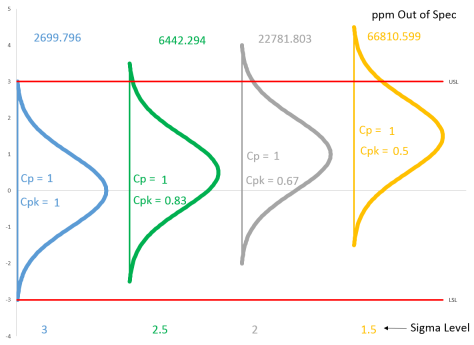 ppm Out of Spec
2699.796
6442.294
22781.803
66810.599
5
4
3
2
1
0
-1
-2
-3
-4
USL
LSL
Cp = 1
Cpk = 1
Cp = 1
Cpk = 0.83
Cp = 1
Cpk = 0.67
Cp = 1
Cpk = 0.5
3
2.5
2
1.5
Sigma Level